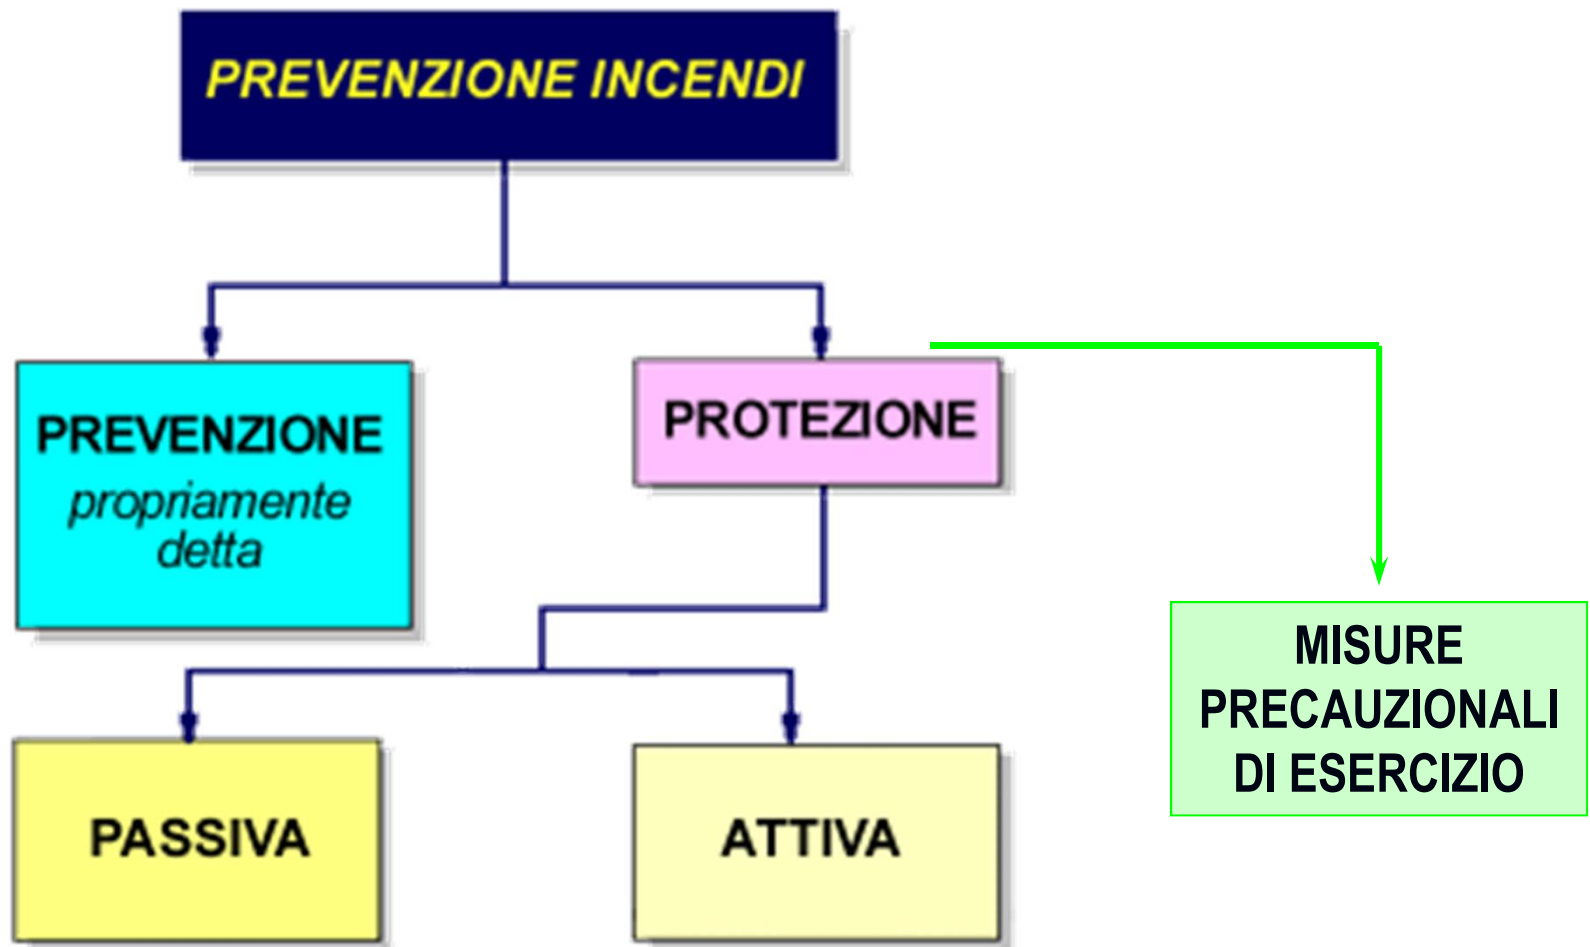 PREVENZIONE INCENDI
PREVENZIONE
propriamente
detta
PROTEZIONE
MISURE
PRECAUZIONALI
DI ESERCIZIO
PASSIVA
ATTIVA